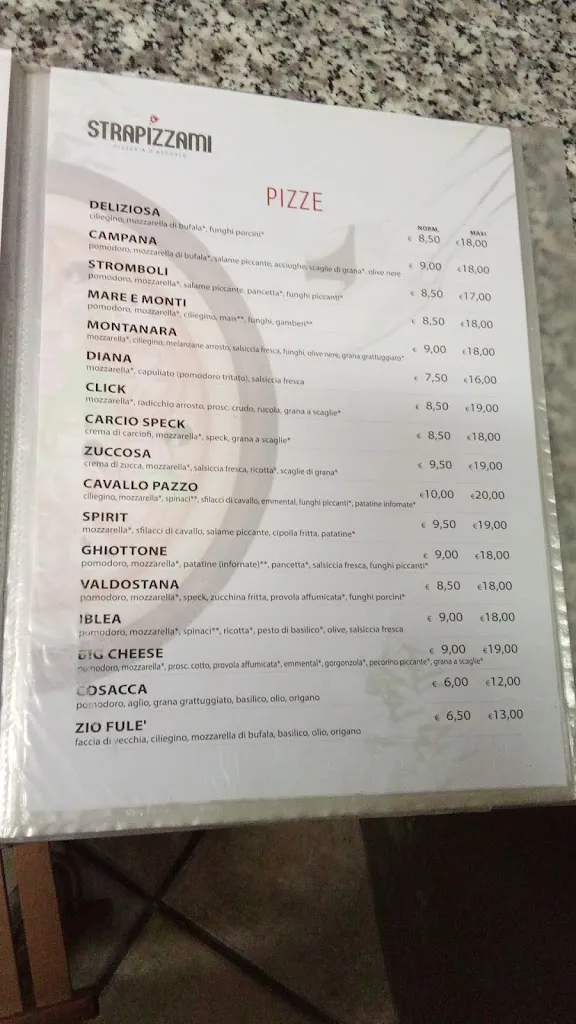 STRAPIZZAMI
PIZZERIA D'ASPORTO
PIZZE
NORM. MAXI
DELIZIOSA € 8,50 €18,00
ciliegino, mozzarella di bufala*, funghi porcini*
CAMPANA € 9,00 €18,00
pomodoro, mozzarella di bufala*, salame piccante, acciughe, scaglie di grana*, olive nere
STROMBOLI € 8,50 €17,00
pomodoro, mozzarella*, salame piccante, pancetta*, funghi piccanti*
MARE E MONTI € 8,50 €18,00
pomodoro, mozzarella*, ciliegino, mais**, funghi, gamberi**
MONTANARA € 9,00 €18,00
mozzarella*, ciliegino, melanzane arrosto, salsiccia fresca, funghi, olive nere, grana grattuggiato*
DIANA € 7,50 €16,00
mozzarella*, capuliato (pomodoro tritato), salsiccia fresca
CLICK € 8,50 €19,00
mozzarella*, radicchio arrosto, prosc. crudo, rucola, grana a scaglie*
CARCIO SPECK € 8,50 €18,00
crema di carciofi, mozzarella*, speck, grana a scaglie*
ZUCCOSA € 9,50 €19,00
crema di zucca, mozzarella*, salsiccia fresca, ricotta*, scaglie di grana*
CAVALLO PAZZO €10,00 €20,00
ciliegino, mozzarella*, spinaci**, sfilacci di cavallo, emmental, funghi piccanti*, patatine infornate*
SPIRIT € 9,50 €19,00
mozzarella*, sfilacci di cavallo, salame piccante, cipolla fritta, patatine*
GHIOTTONE € 9,00 €18,00
pomodoro, mozzarella*, patatine (infornate)**, pancetta*, salsiccia fresca, funghi piccanti*
VALDOSTANA € 8,50 €18,00
pomodoro, mozzarella*, speck, zucchina fritta, provola affumicata*, funghi porcini*
IBLEA € 9,00 €18,00
pomodoro, mozzarella*, spinaci**, ricotta*, pesto di basilico*, olive, salsiccia fresca
BIG CHEESE € 9,00 €19,00
pomodoro, mozzarella*, prosc. cotto, provola affumicata*, emmental*, gorgonzola*, pecorino piccante*, grana a scaglie*
COSACCA € 6,00 €12,00
pomodoro, aglio, grana grattuggiato, basilico, olio, origano
ZIO FULE' € 6,50 €13,00
faccia di vecchia, ciliegino, mozzarella di bufala, basilico, olio, origano